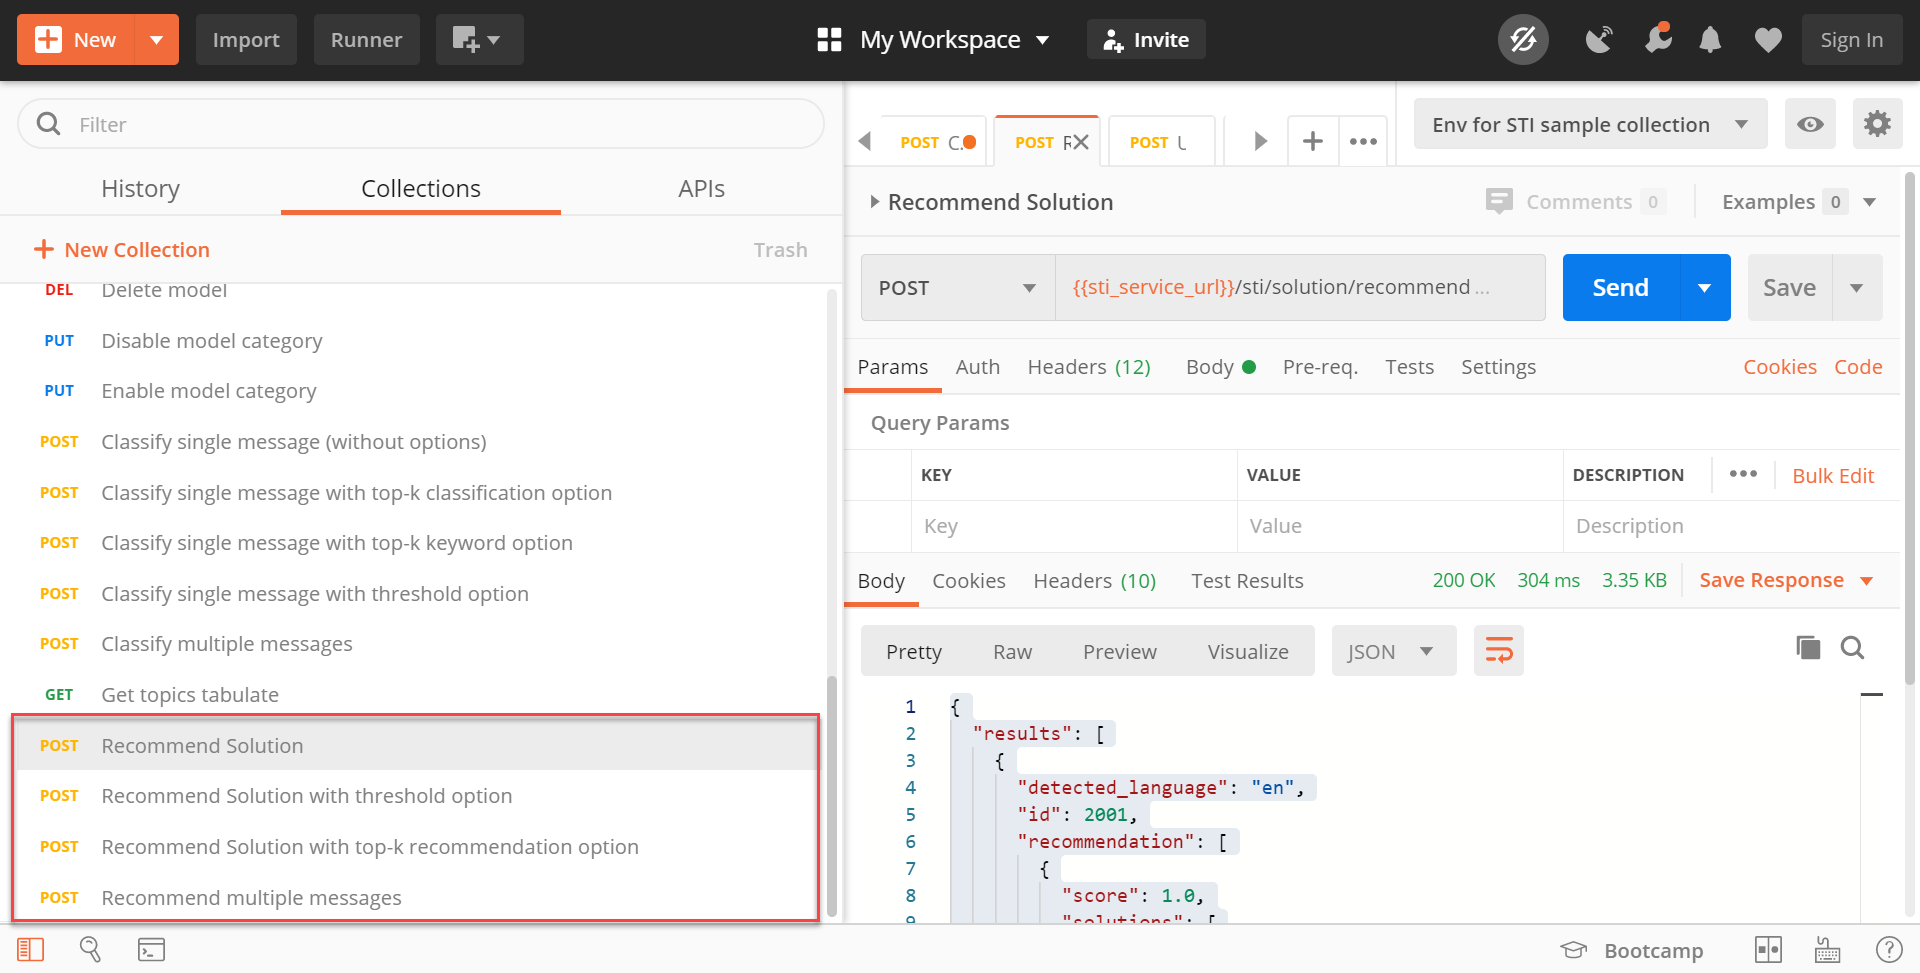 New
Import
Runner
My Workspace
Invite
Sign In
Filter
History
Collections
APIs
New Collection
Trash
DEL Delete model
PUT Disable model category
PUT Enable model category
POST Classify single message (without options)
POST Classify single message with top-k classification option
POST Classify single message with top-k keyword option
POST Classify single message with threshold option
POST Classify multiple messages
GET Get topics tabulate
POST Recommend Solution
POST Recommend Solution with threshold option
POST Recommend Solution with top-k recommendation option
POST Recommend multiple messages
POST C.
POST R
POST U
Env for STI sample collection
Recommend Solution
Comments 0
Examples 0
POST
{{sti_service_url}}/sti/solution/recommend ...
Send
Save
Params
Auth
Headers (12)
Body
Pre-req.
Tests
Settings
Cookies
Code
Query Params
KEY
VALUE
DESCRIPTION
Bulk Edit
Key
Value
Description
Body
Cookies
Headers (10)
Test Results
200 OK
304 ms
3.35 KB
Save Response
Pretty
Raw
Preview
Visualize
JSON
1 {
2 "results": [
3 {
4 "detected_language": "en",
5 "id": 2001,
6 "recommendation": [
7 {
8 "score": 1.0,
9 "solutions": [
Bootcamp